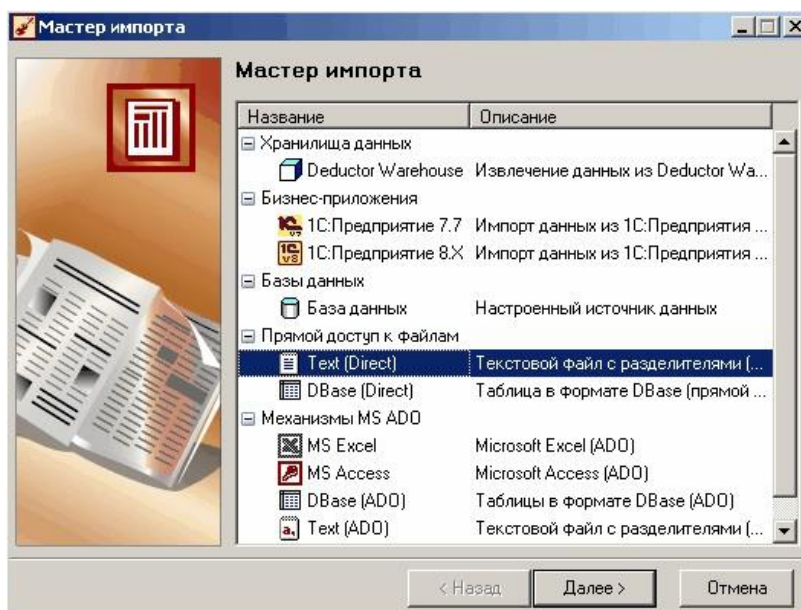 Мастер импорта
Мастер импорта
Название Описание
Хранилища данных
Deductor Warehouse Извлечение данных из Deductor Wa...
Бизнес-приложения
1С:Предприятие 7.7 Импорт данных из 1С:Предприятия ...
1С:Предприятие 8.X Импорт данных из 1С:Предприятия ...
Базы данных
База данных Настроенный источник данных
Прямой доступ к файлам
Text (Direct) Текстовой файл с разделителями (...
DBase (Direct) Таблица в формате DBase (прямой ...
Механизмы MS ADO
MS Excel Microsoft Excel (ADO)
MS Access Microsoft Access (ADO)
DBase (ADO) Таблицы в формате DBase (ADO)
Text (ADO) Текстовой файл с разделителями (...
< Назад Далее > Отмена